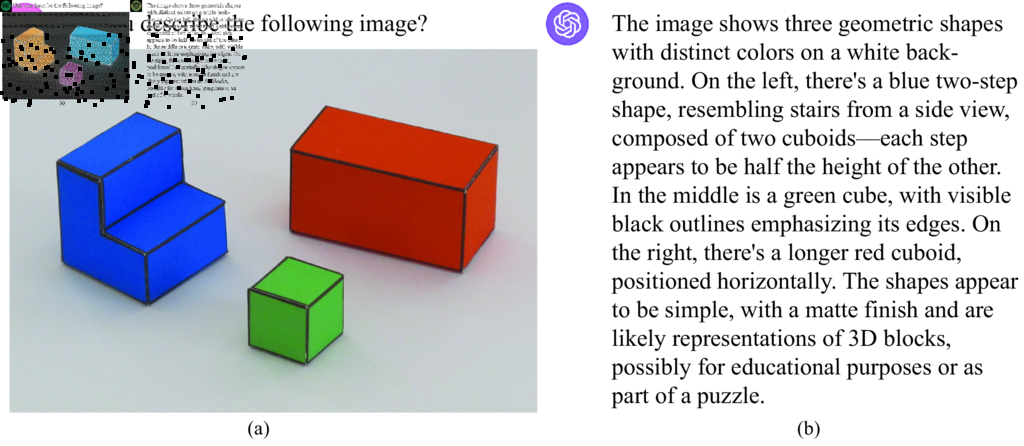 describe the following image?
The image shows three geometric shapes
with distinct colors on a white back-
ground. On the left, there's a blue two-step
shape, resembling stairs from a side view,
composed of two cuboids—each step
appears to be half the height of the other.
In the middle is a green cube, with visible
black outlines emphasizing its edges. On
the right, there's a longer red cuboid,
positioned horizontally. The shapes appear
to be simple, with a matte finish and are
likely representations of 3D blocks,
possibly for educational purposes or as
part of a puzzle.
(a)
(b)